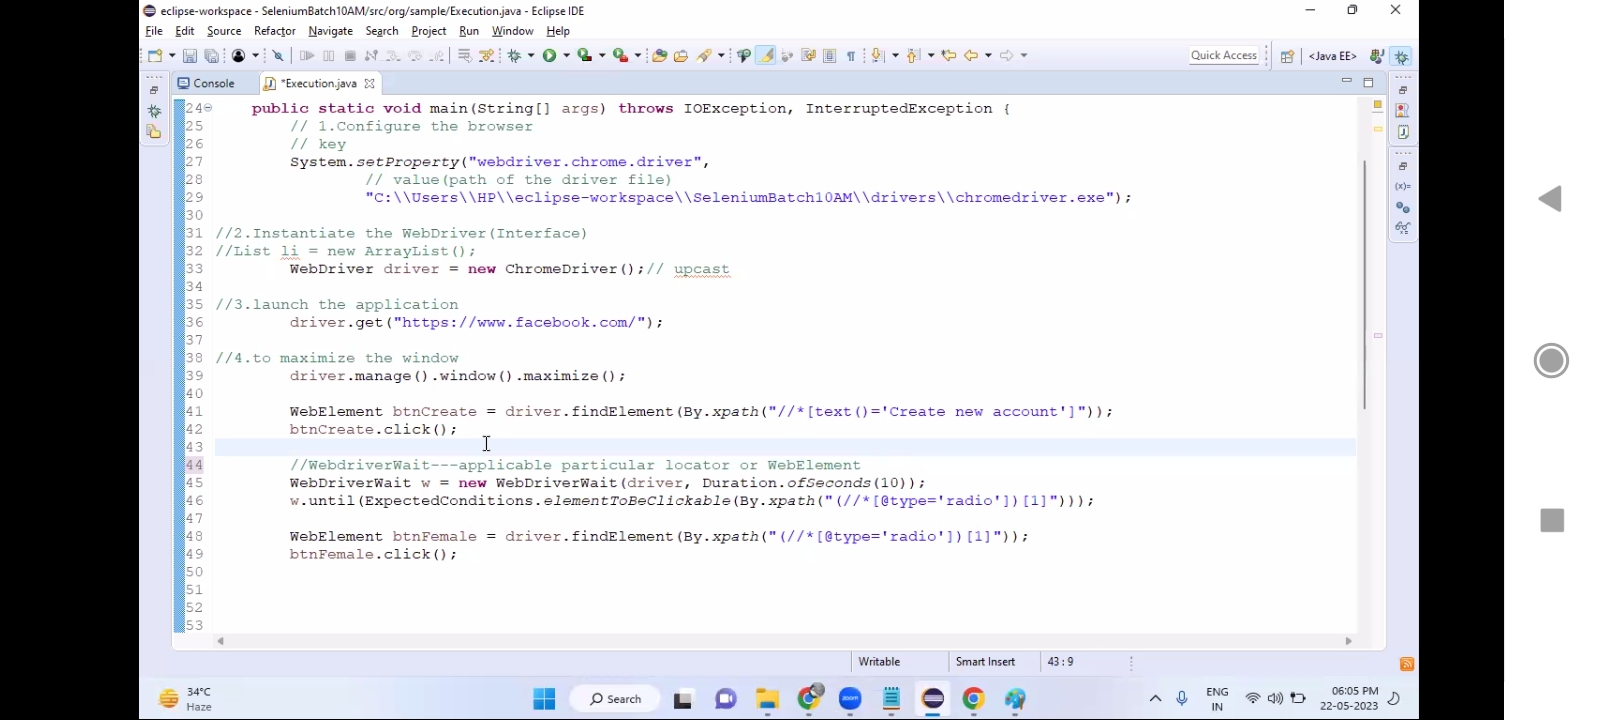 eclipse-workspace - SeleniumBatch10AM/src/org/sample/Execution.java - Eclipse IDE
File Edit Source Refactor Navigate Search Project Run Window Help
Quick Access <Java EE>
Console *Execution.java
24 public static void main(String[] args) throws IOException, InterruptedException {
25 // 1.Configure the browser
26 // key
27 System.setProperty("webdriver.chrome.driver",
28 // value(path of the driver file)
29 "C:\\Users\\HP\\eclipse-workspace\\SeleniumBatch10AM\\drivers\\chromedriver.exe");
30
31 //2.Instantiate the WebDriver(Interface)
32 //List li = new ArrayList();
33 WebDriver driver = new ChromeDriver();// upcast
34
35 //3.launch the application
36 driver.get("https://www.facebook.com/");
37
38 //4.to maximize the window
39 driver.manage().window().maximize();
40
41 WebElement btnCreate = driver.findElement(By.xpath("//*[text()='Create new account']"));
42 btnCreate.click();
43
44 //WebdriverWait---applicable particular locator or WebElement
45 WebDriverWait w = new WebDriverWait(driver, Duration.ofSeconds(10));
46 w.until(ExpectedConditions.elementToBeClickable(By.xpath("(//*[@type='radio'])[1]")));
47
48 WebElement btnFemale = driver.findElement(By.xpath("(//*[@type='radio'])[1]"));
49 btnFemale.click();
50
51
52
53
Writable Smart Insert 43 : 9
34°C
Haze
Search
zoom
ENG
IN
06:05 PM
22-05-2023